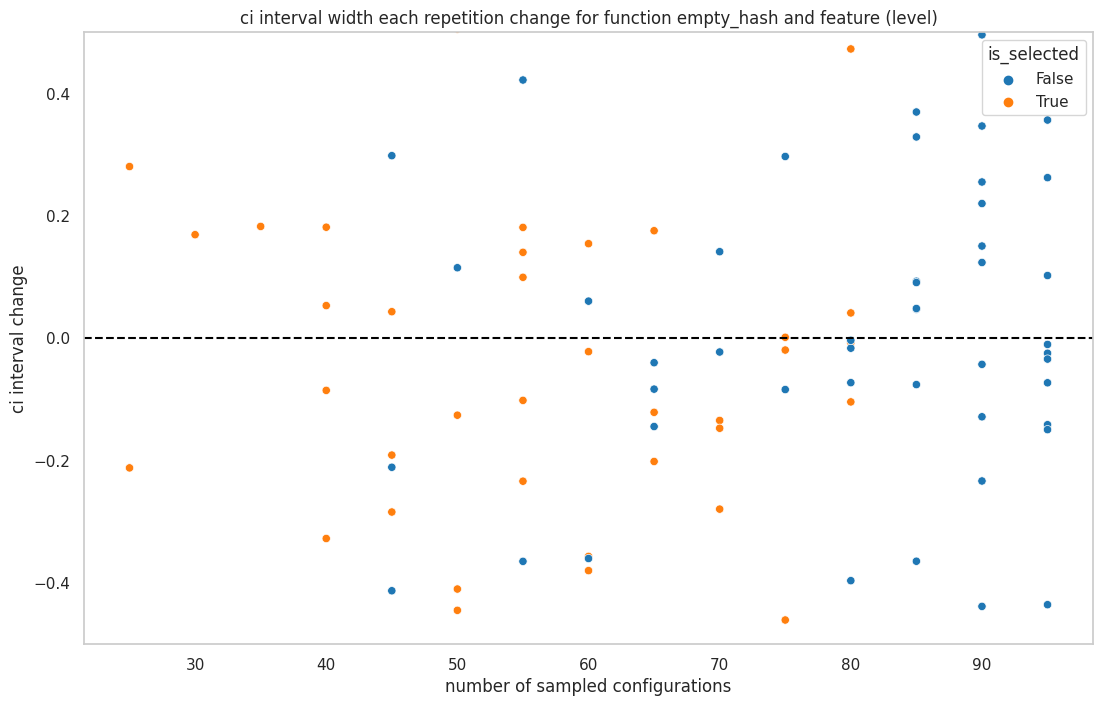 ci interval width each repetition change for function empty_hash and feature (level)
is_selected
False
True
ci interval change
0.4
0.2
0.0
−0.2
−0.4
30 40 50 60 70 80 90
number of sampled configurations